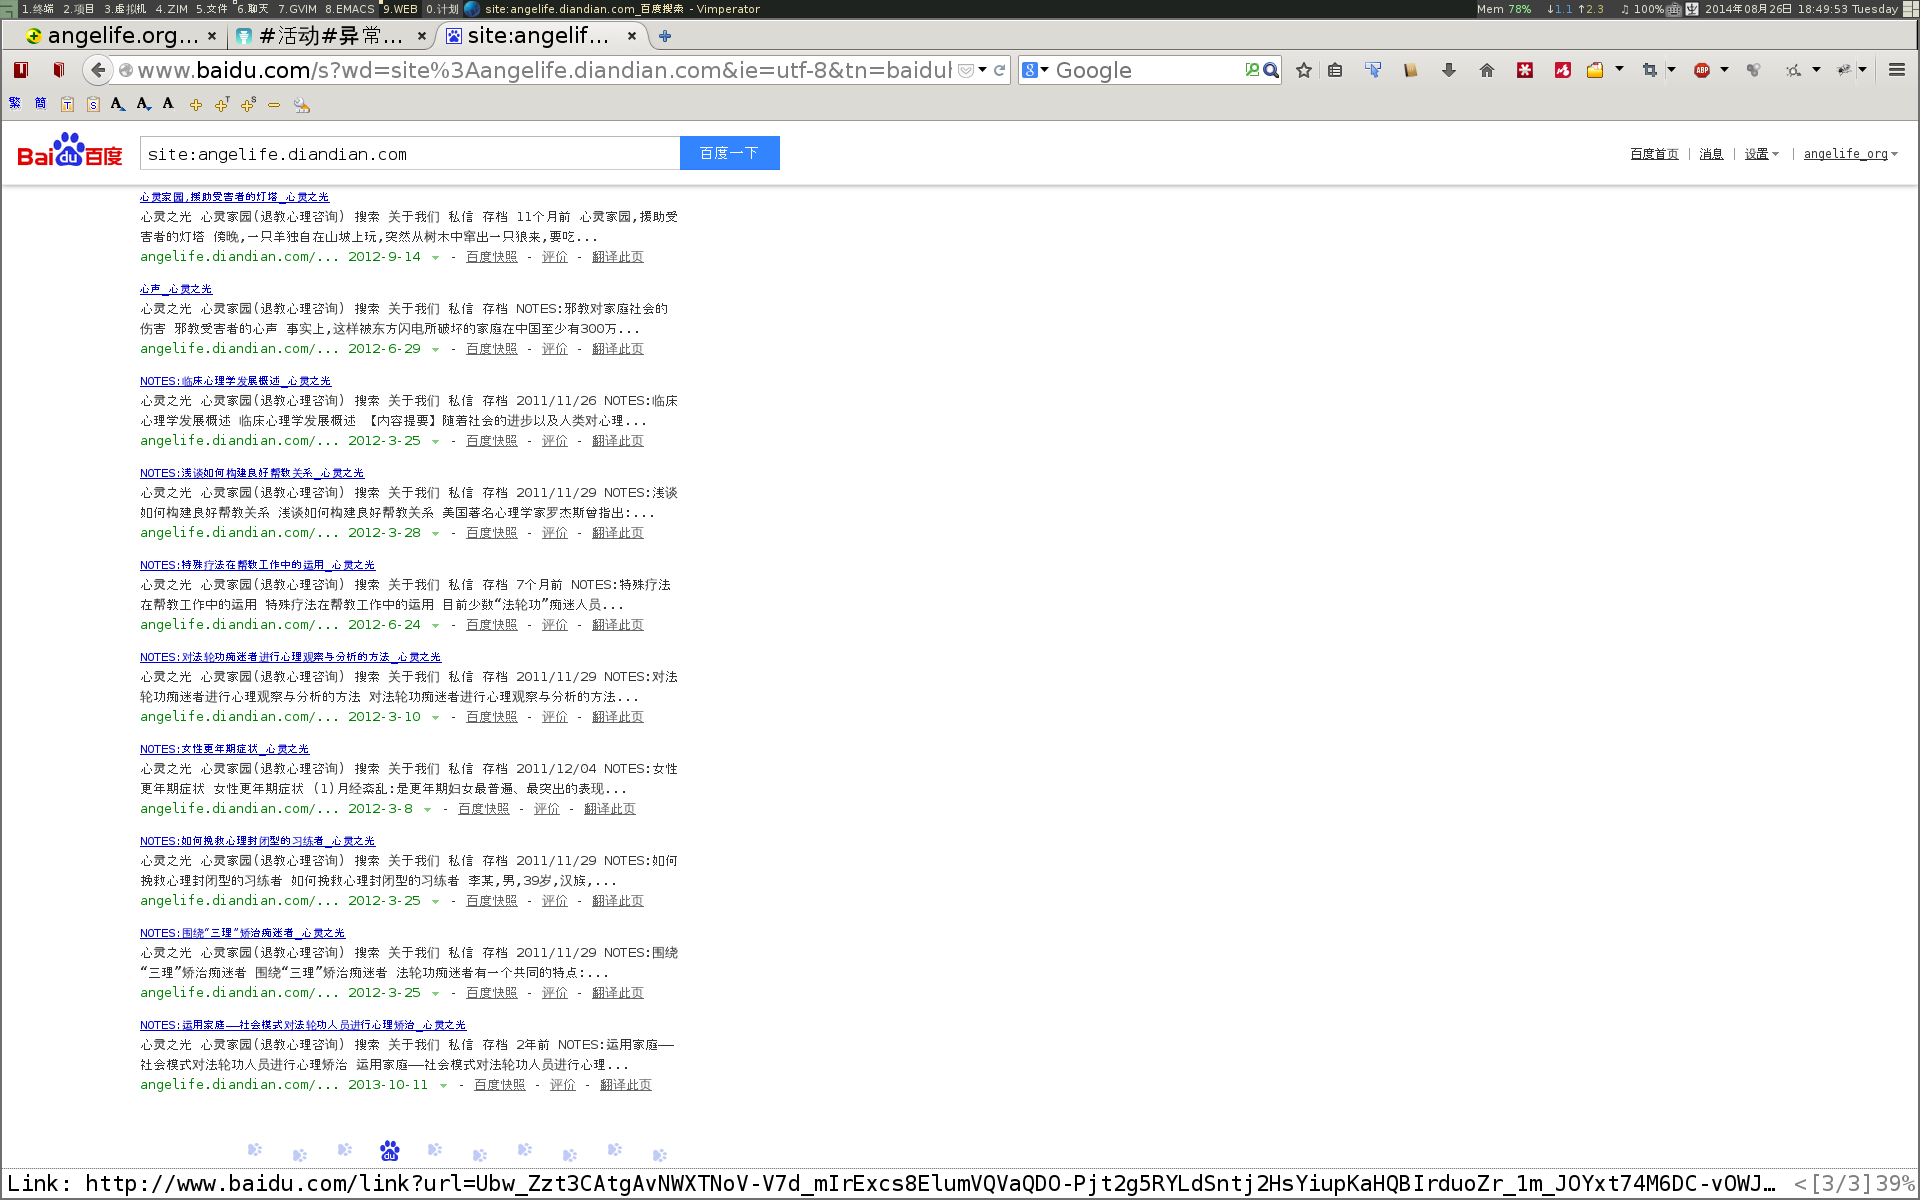 1.终端 2.项目 3.虚拟机 4.ZIM 5.文件 6.聊天 7.GVIM 8.EMACS 9.WEB 0.计划 site:angelife.diandian.com_百度搜索 - Vimperator Mem 78% ↓1.1 ↑2.3 ♫ 100% 2014年08月26日 18:49:53 Tuesday
angelife.org... × #活动#异常... × site:angelif... ×
www.baidu.com/s?wd=site%3Aangelife.diandian.com&ie=utf-8&tn=baidul Google
繁 簡 T S A A A
Bai du 百度 site:angelife.diandian.com 百度一下 百度首页 | 消息 | 设置 | angelife_org
心灵家园,援助受害者的灯塔_心灵之光
心灵之光 心灵家园(退教心理咨询) 搜索 关于我们 私信 存档 11个月前 心灵家园,援助受
害者的灯塔 傍晚,一只羊独自在山坡上玩,突然从树木中窜出一只狼来,要吃...
angelife.diandian.com/... 2012-9-14 - 百度快照 - 评价 - 翻译此页
心声_心灵之光
心灵之光 心灵家园(退教心理咨询) 搜索 关于我们 私信 存档 NOTES:邪教对家庭社会的
伤害 邪教受害者的心声 事实上,这样被东方闪电所破坏的家庭在中国至少有300万...
angelife.diandian.com/... 2012-6-29 - 百度快照 - 评价 - 翻译此页
NOTES:临床心理学发展概述_心灵之光
心灵之光 心灵家园(退教心理咨询) 搜索 关于我们 私信 存档 2011/11/26 NOTES:临床
心理学发展概述 临床心理学发展概述 【内容提要】随着社会的进步以及人类对心理...
angelife.diandian.com/... 2012-3-25 - 百度快照 - 评价 - 翻译此页
NOTES:浅谈如何构建良好帮教关系_心灵之光
心灵之光 心灵家园(退教心理咨询) 搜索 关于我们 私信 存档 2011/11/29 NOTES:浅谈
如何构建良好帮教关系 浅谈如何构建良好帮教关系 美国著名心理学家罗杰斯曾指出:...
angelife.diandian.com/... 2012-3-28 - 百度快照 - 评价 - 翻译此页
NOTES:特殊疗法在帮教工作中的运用_心灵之光
心灵之光 心灵家园(退教心理咨询) 搜索 关于我们 私信 存档 7个月前 NOTES:特殊疗法
在帮教工作中的运用 特殊疗法在帮教工作中的运用 目前少数“法轮功”痴迷人员...
angelife.diandian.com/... 2012-6-24 - 百度快照 - 评价 - 翻译此页
NOTES:对法轮功痴迷者进行心理观察与分析的方法_心灵之光
心灵之光 心灵家园(退教心理咨询) 搜索 关于我们 私信 存档 2011/11/29 NOTES:对法
轮功痴迷者进行心理观察与分析的方法 对法轮功痴迷者进行心理观察与分析的方法...
angelife.diandian.com/... 2012-3-10 - 百度快照 - 评价 - 翻译此页
NOTES:女性更年期症状_心灵之光
心灵之光 心灵家园(退教心理咨询) 搜索 关于我们 私信 存档 2011/12/04 NOTES:女性
更年期症状 女性更年期症状 (1)月经紊乱:是更年期妇女最普遍、最突出的表现...
angelife.diandian.com/... 2012-3-8 - 百度快照 - 评价 - 翻译此页
NOTES:如何挽救心理封闭型的习练者_心灵之光
心灵之光 心灵家园(退教心理咨询) 搜索 关于我们 私信 存档 2011/11/29 NOTES:如何
挽救心理封闭型的习练者 如何挽救心理封闭型的习练者 李某,男,39岁,汉族,...
angelife.diandian.com/... 2012-3-25 - 百度快照 - 评价 - 翻译此页
NOTES:围绕“三理”矫治痴迷者_心灵之光
心灵之光 心灵家园(退教心理咨询) 搜索 关于我们 私信 存档 2011/11/29 NOTES:围绕
“三理”矫治痴迷者 围绕“三理”矫治痴迷者 法轮功痴迷者有一个共同的特点:...
angelife.diandian.com/... 2012-3-25 - 百度快照 - 评价 - 翻译此页
NOTES:运用家庭——社会模式对法轮功人员进行心理矫治_心灵之光
心灵之光 心灵家园(退教心理咨询) 搜索 关于我们 私信 存档 2年前 NOTES:运用家庭——
社会模式对法轮功人员进行心理矫治 运用家庭——社会模式对法轮功人员进行心理...
angelife.diandian.com/... 2013-10-11 - 百度快照 - 评价 - 翻译此页
du
Link: http://www.baidu.com/link?url=Ubw_Zzt3CAtgAvNWXTNoV-V7d_mIrExcs8ElumVQVaQDO-Pjt2g5RYLdSntj2HsYiupKaHQBIrduoZr_1m_JOYxt74M6DC-vOWJ... <[3/3]39%